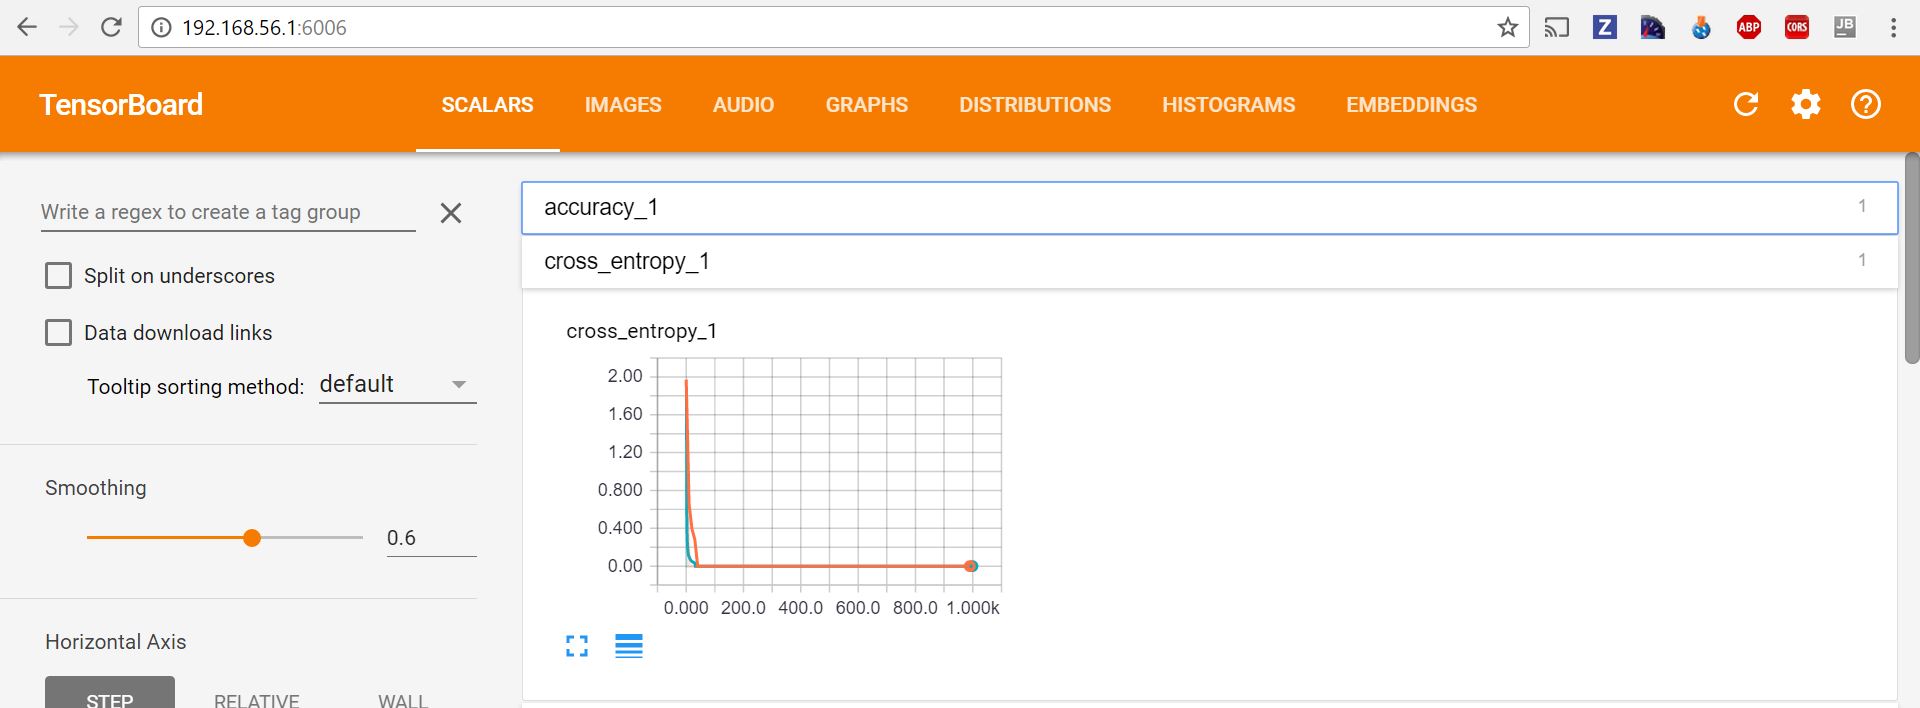 192.168.56.1:6006
Z
ABP
CORS
JB
TensorBoard
SCALARS IMAGES AUDIO GRAPHS DISTRIBUTIONS HISTOGRAMS EMBEDDINGS
Write a regex to create a tag group
Split on underscores
Data download links
Tooltip sorting method: default
Smoothing
0.6
Horizontal Axis
STEP RELATIVE WALL
accuracy_1 1
cross_entropy_1 1
cross_entropy_1
2.00
1.60
1.20
0.800
0.400
0.00
0.000 200.0 400.0 600.0 800.0 1.000k